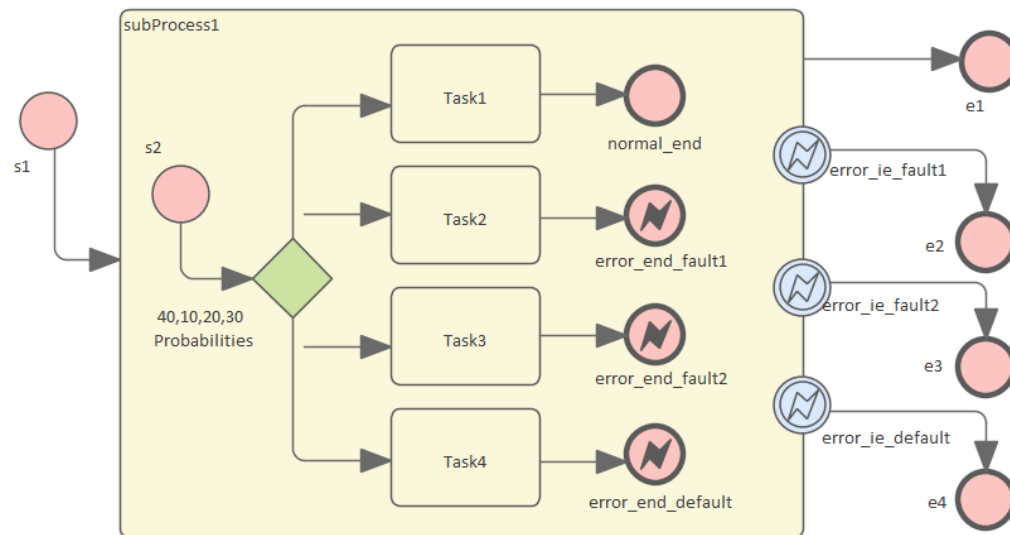 subProcess1
s1
s2
40,10,20,30
Probabilities
Task1
normal_end
Task2
error_end_fault1
Task3
error_end_fault2
Task4
error_end_default
e1
error_ie_fault1
e2
error_ie_fault2
e3
error_ie_default
e4